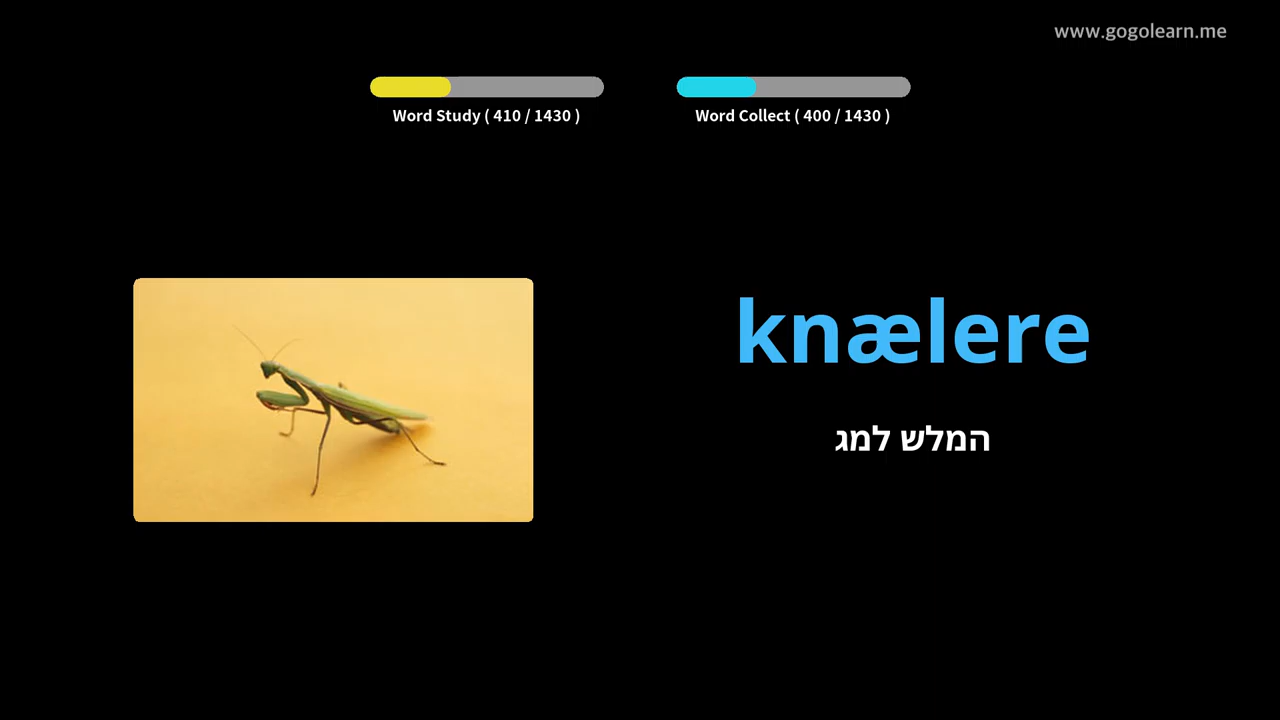 www.gogolearn.me
Word Study ( 410 / 1430 )
Word Collect ( 400 / 1430 )
knælere
המלש למג